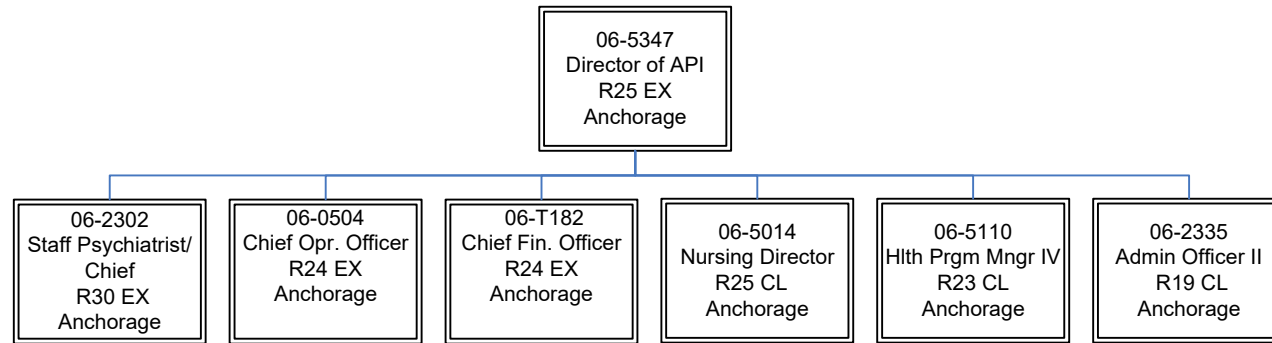 06-5347
Director of API
R25 EX
Anchorage
06-2302
Staff Psychiatrist/
Chief
R30 EX
Anchorage
06-0504
Chief Opr. Officer
R24 EX
Anchorage
06-T182
Chief Fin. Officer
R24 EX
Anchorage
06-5014
Nursing Director
R25 CL
Anchorage
06-5110
Hlth Prgm Mngr IV
R23 CL
Anchorage
06-2335
Admin Officer II
R19 CL
Anchorage